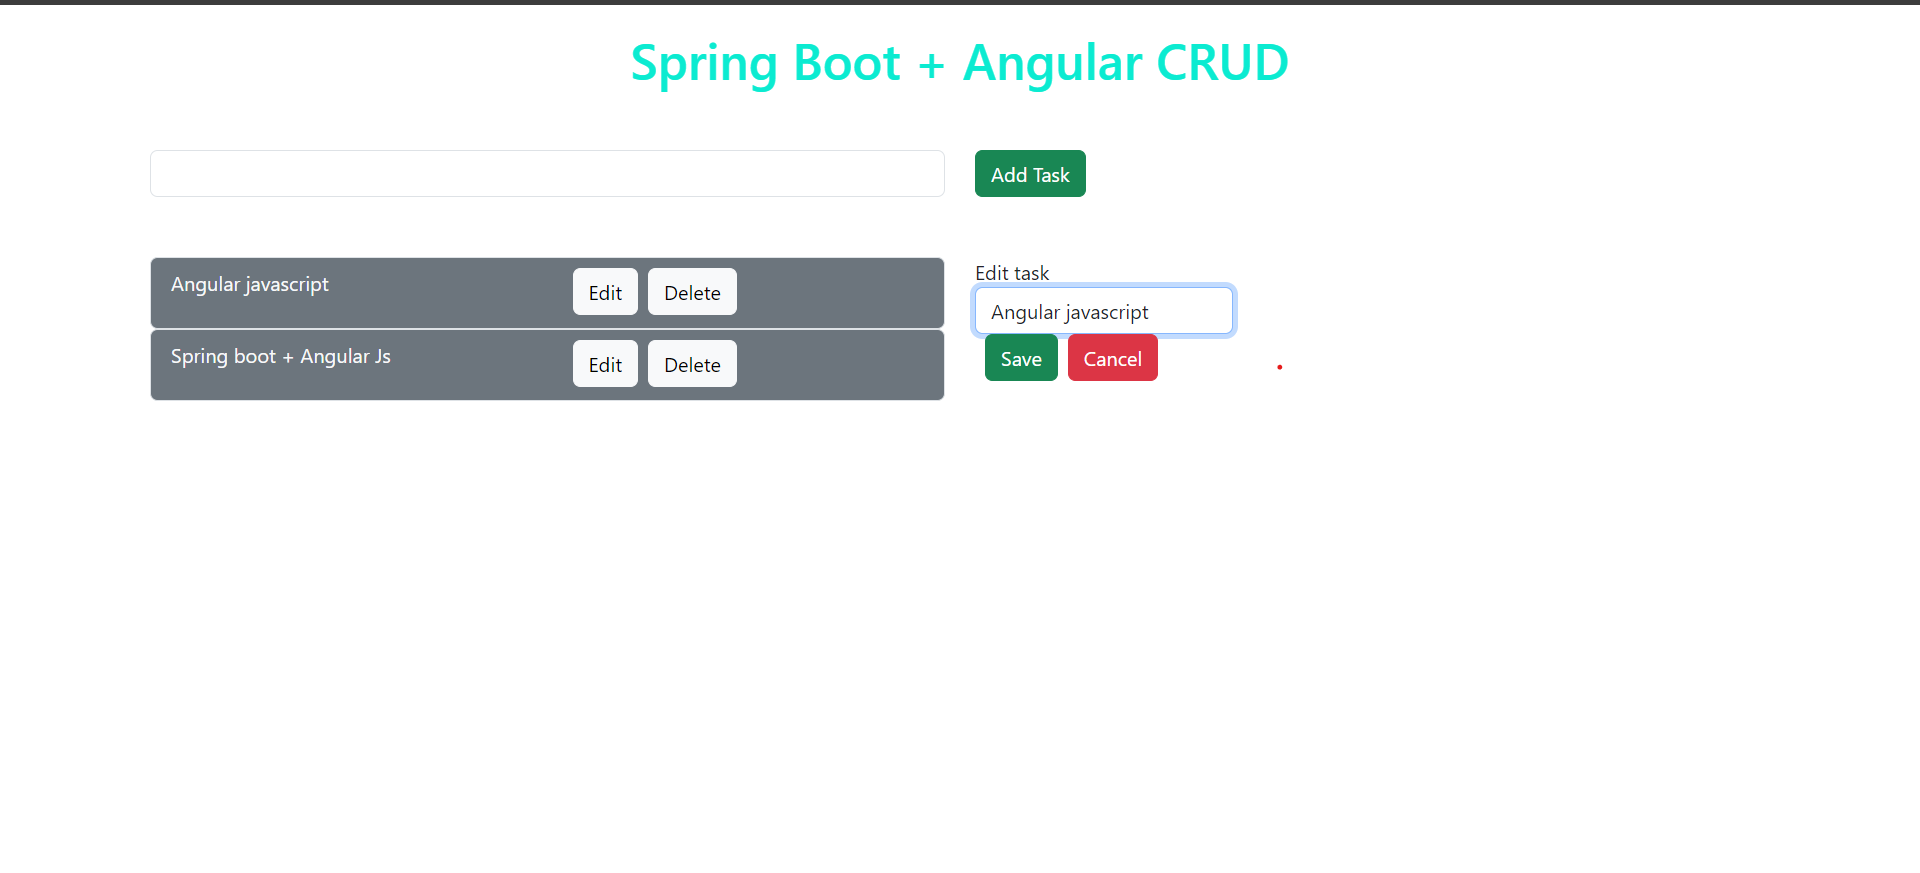 Spring Boot + Angular CRUD
Add Task
Angular javascript Edit Delete
Spring boot + Angular Js Edit Delete
Edit task
Angular javascript
Save Cancel